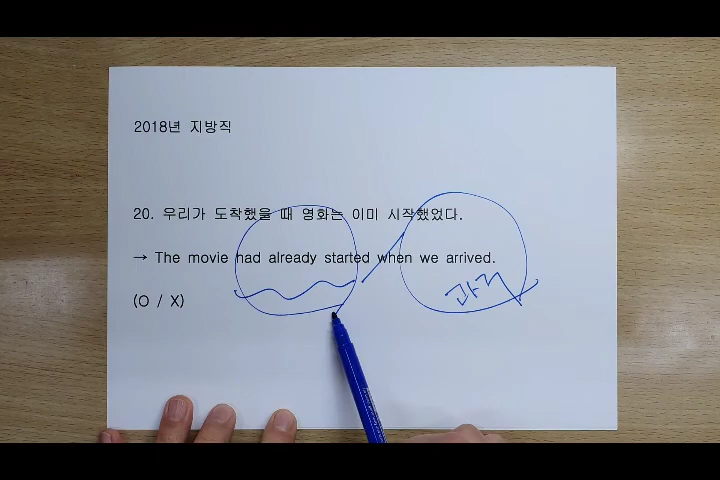 2018년 지방직
20. 우리가 도착했을 때 영화는 이미 시작했었다.
→ The movie had already started when we arrived.
과거
(O / X)